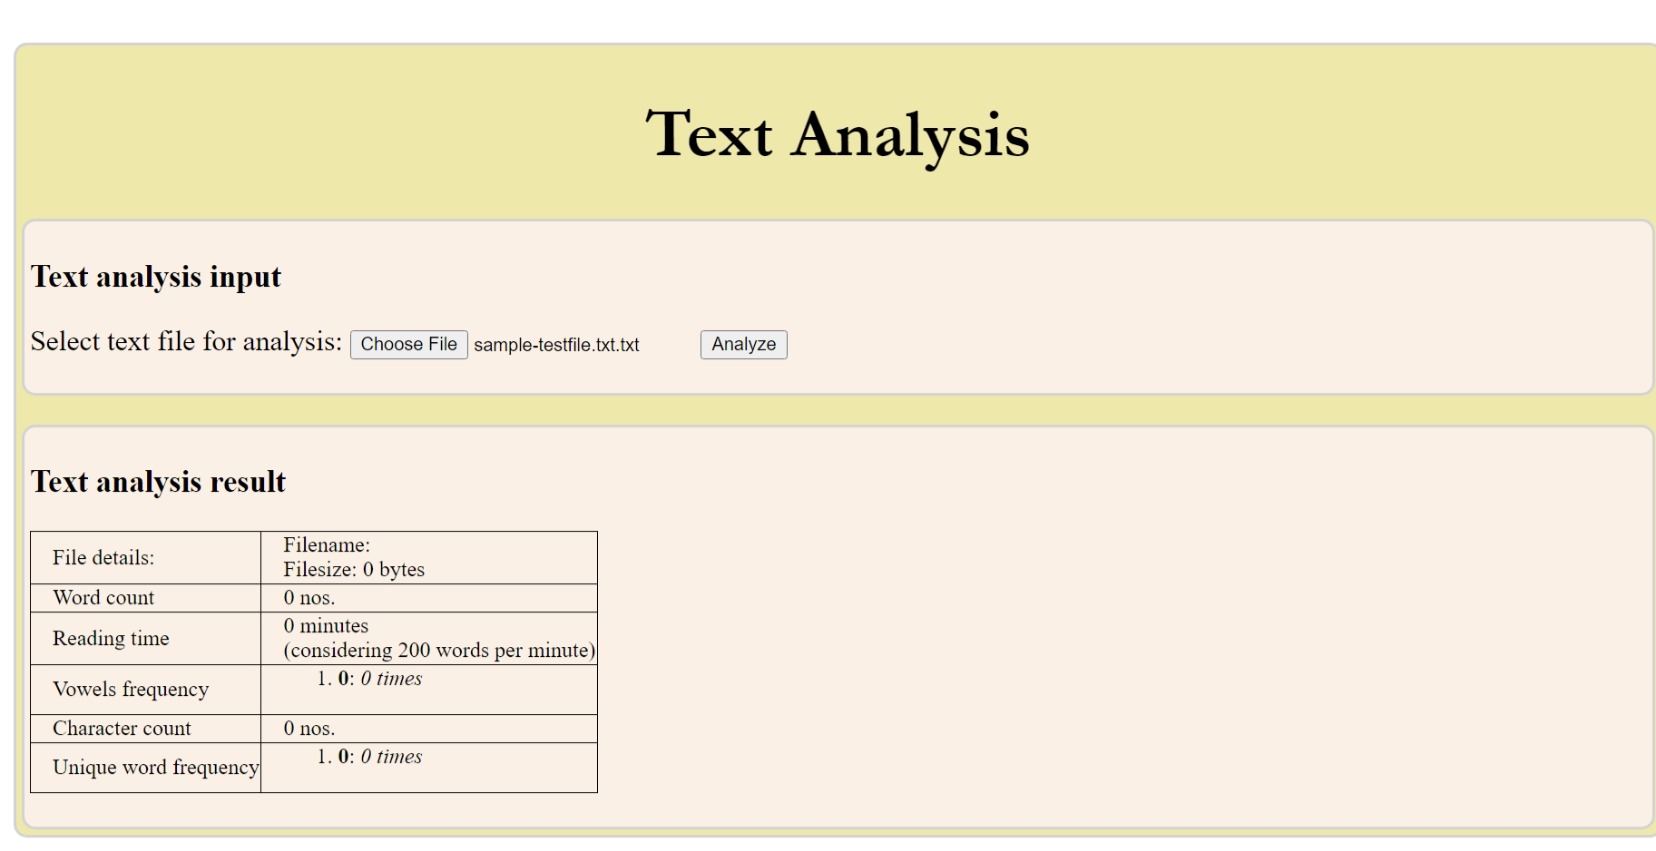 Text Analysis
Text analysis input
Select text file for analysis: Choose File sample-testfile.txt.txt Analyze
Text analysis result
File details:
Filename:
Filesize: 0 bytes
Word count 0 nos.
Reading time
0 minutes
(considering 200 words per minute)
Vowels frequency
1. 0: 0 times
Character count 0 nos.
Unique word frequency
1. 0: 0 times